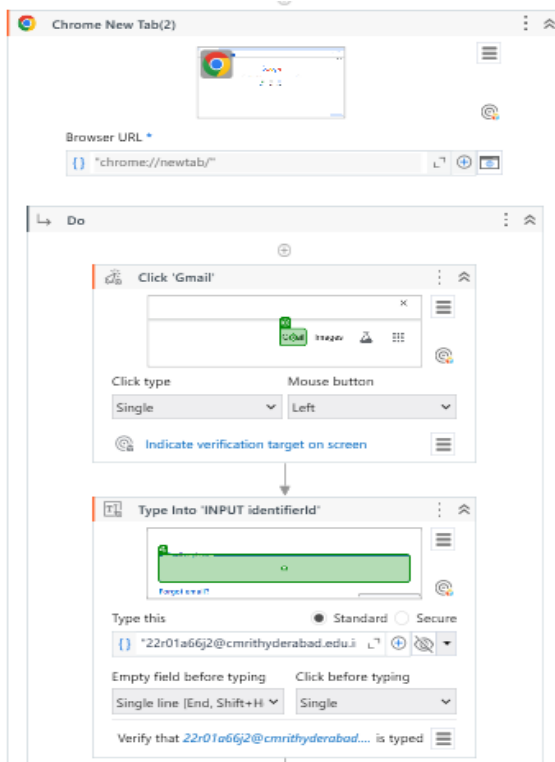 Chrome New Tab(2)
Browser URL *
{} "chrome://newtab/"
Do
Click 'Gmail'
Images
Click type Mouse button
Single Left
Indicate verification target on screen
Type Into 'INPUT identifierId'
Forgot email?
Type this Standard Secure
{} "22r01a66j2@cmrithyderabad.edu.i
Empty field before typing Click before typing
Single line [End, Shift+H Single
Verify that 22r01a66j2@cmrithyderabad.... is typed